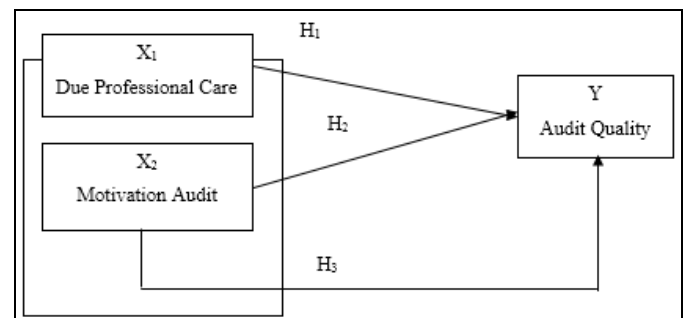 H₁
X₁
Due Professional Care
Y
Audit Quality
H₂
X₂
Motivation Audit
H₃